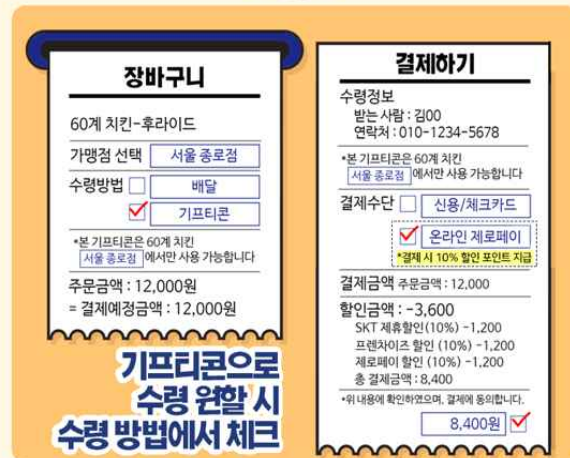 장바구니
60계 치킨-후라이드
가맹점 선택 서울 종로점
수령방법 배달
기프티콘
*본 기프티콘은 60계 치킨
서울 종로점 에서만 사용 가능합니다
주문금액 : 12,000원
= 결제예정금액 : 12,000원
기프티콘으로
수령 원할 시
수령 방법에서 체크
결제하기
수령정보
받는 사람 : 김00
연락처 : 010-1234-5678
*본 기프티콘은 60계 치킨
서울 종로점 에서만 사용 가능합니다
결제수단 신용/체크카드
온라인 제로페이
*결제 시 10% 할인 포인트 지급
결제금액 주문금액 : 12,000
할인금액 : -3,600
SKT 제휴할인(10%) -1,200
프렌차이즈 할인 (10%) -1,200
제로페이 할인 (10%) -1,200
총 결제금액 : 8,400
*위 내용에 확인하였으며, 결제에 동의합니다.
8,400원